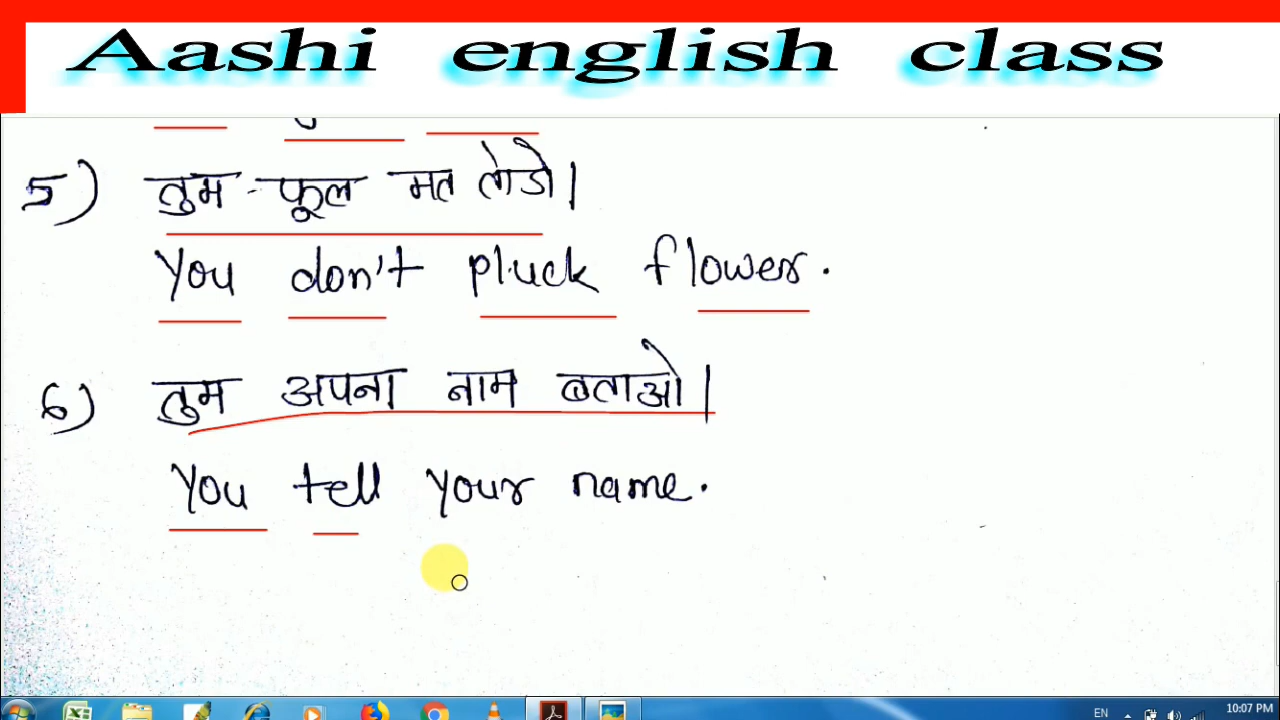 Aashi english class
5) तुम फूल मत तोडो।
You don't pluck flower.
6) तुम अपना नाम बताओ।
You tell your name.
EN
10:07 PM